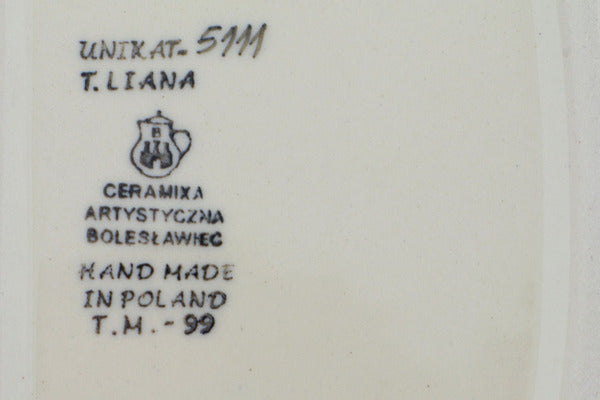 UNIKAT- 5111
T. LIANA
B
CERAMIKA
ARTYSTYCZNA
BOLESŁAWIEC
HAND MADE
IN POLAND
T.M. - 99